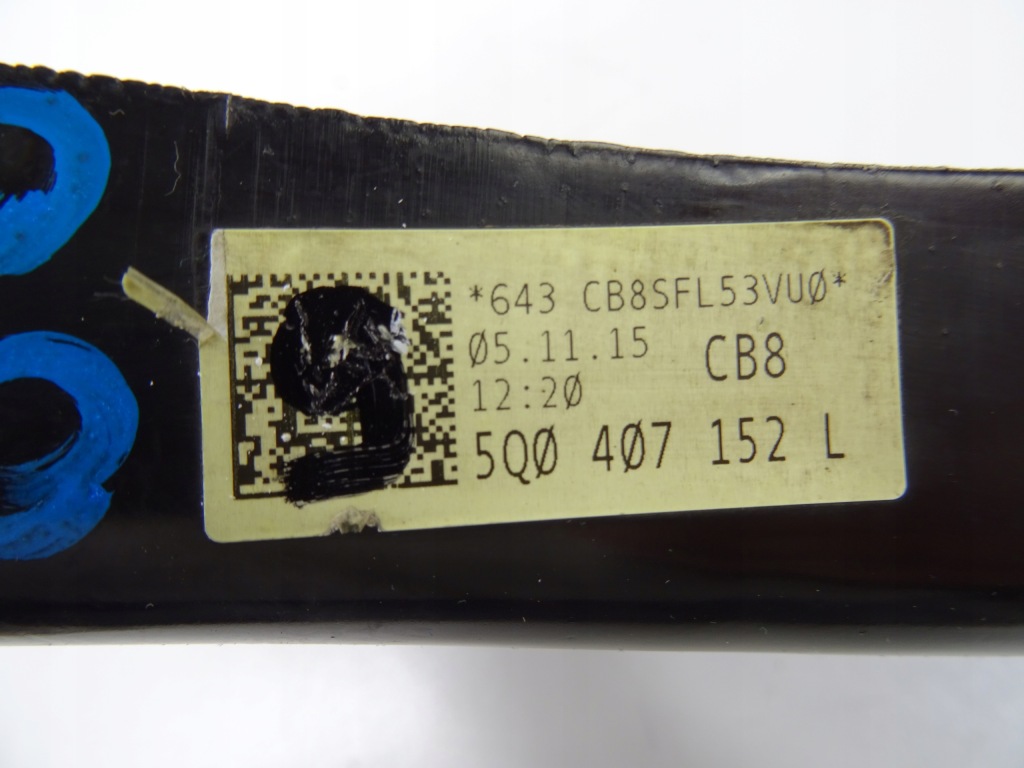 *643 CB8SFL53VUØ*
Ø5.11.15 CB8
12:2Ø
5QØ 4Ø7 152 L